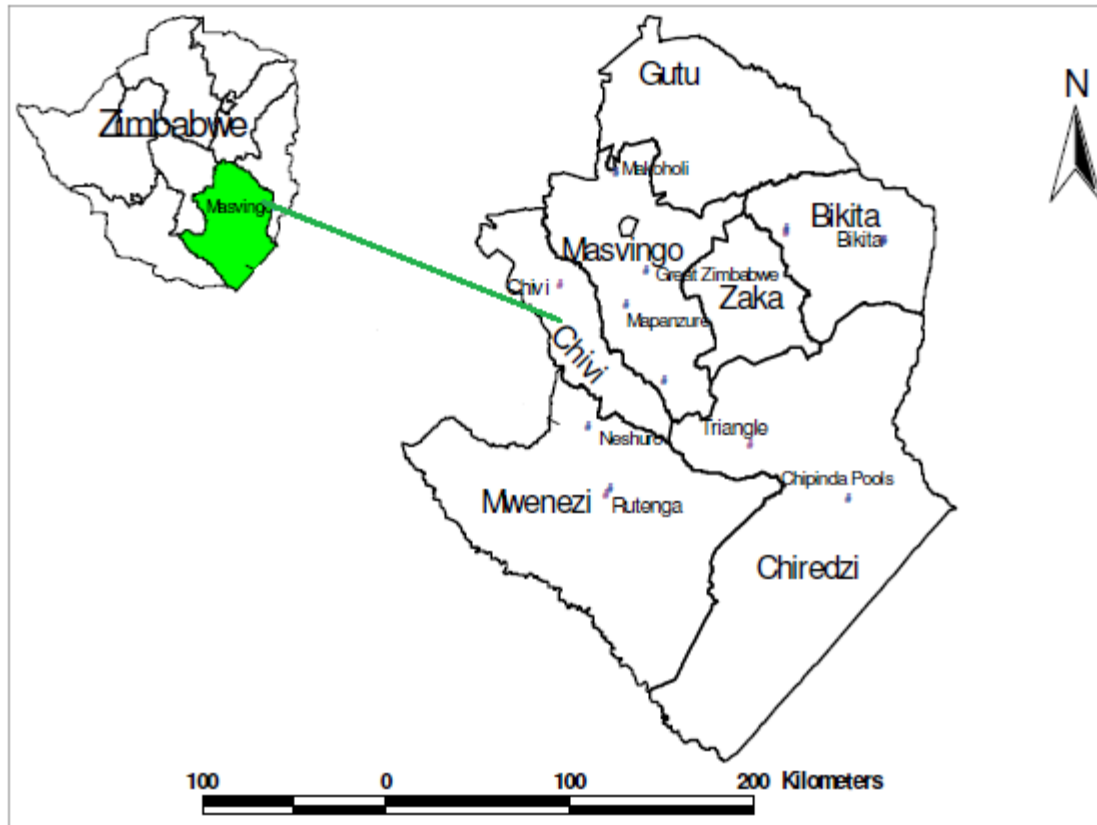 Gutu
N
Zimbabwe
Makoholi
Masvingo
Bikita
Bikita
Masvingo
Great Zimbabwe
Chivi
Zaka
Mapanzure
Chivi
Triangle
Neshuro
Chipinda Pools
Mwenezi
Rutenga
Chiredzi
100 0 100 200 Kilometers